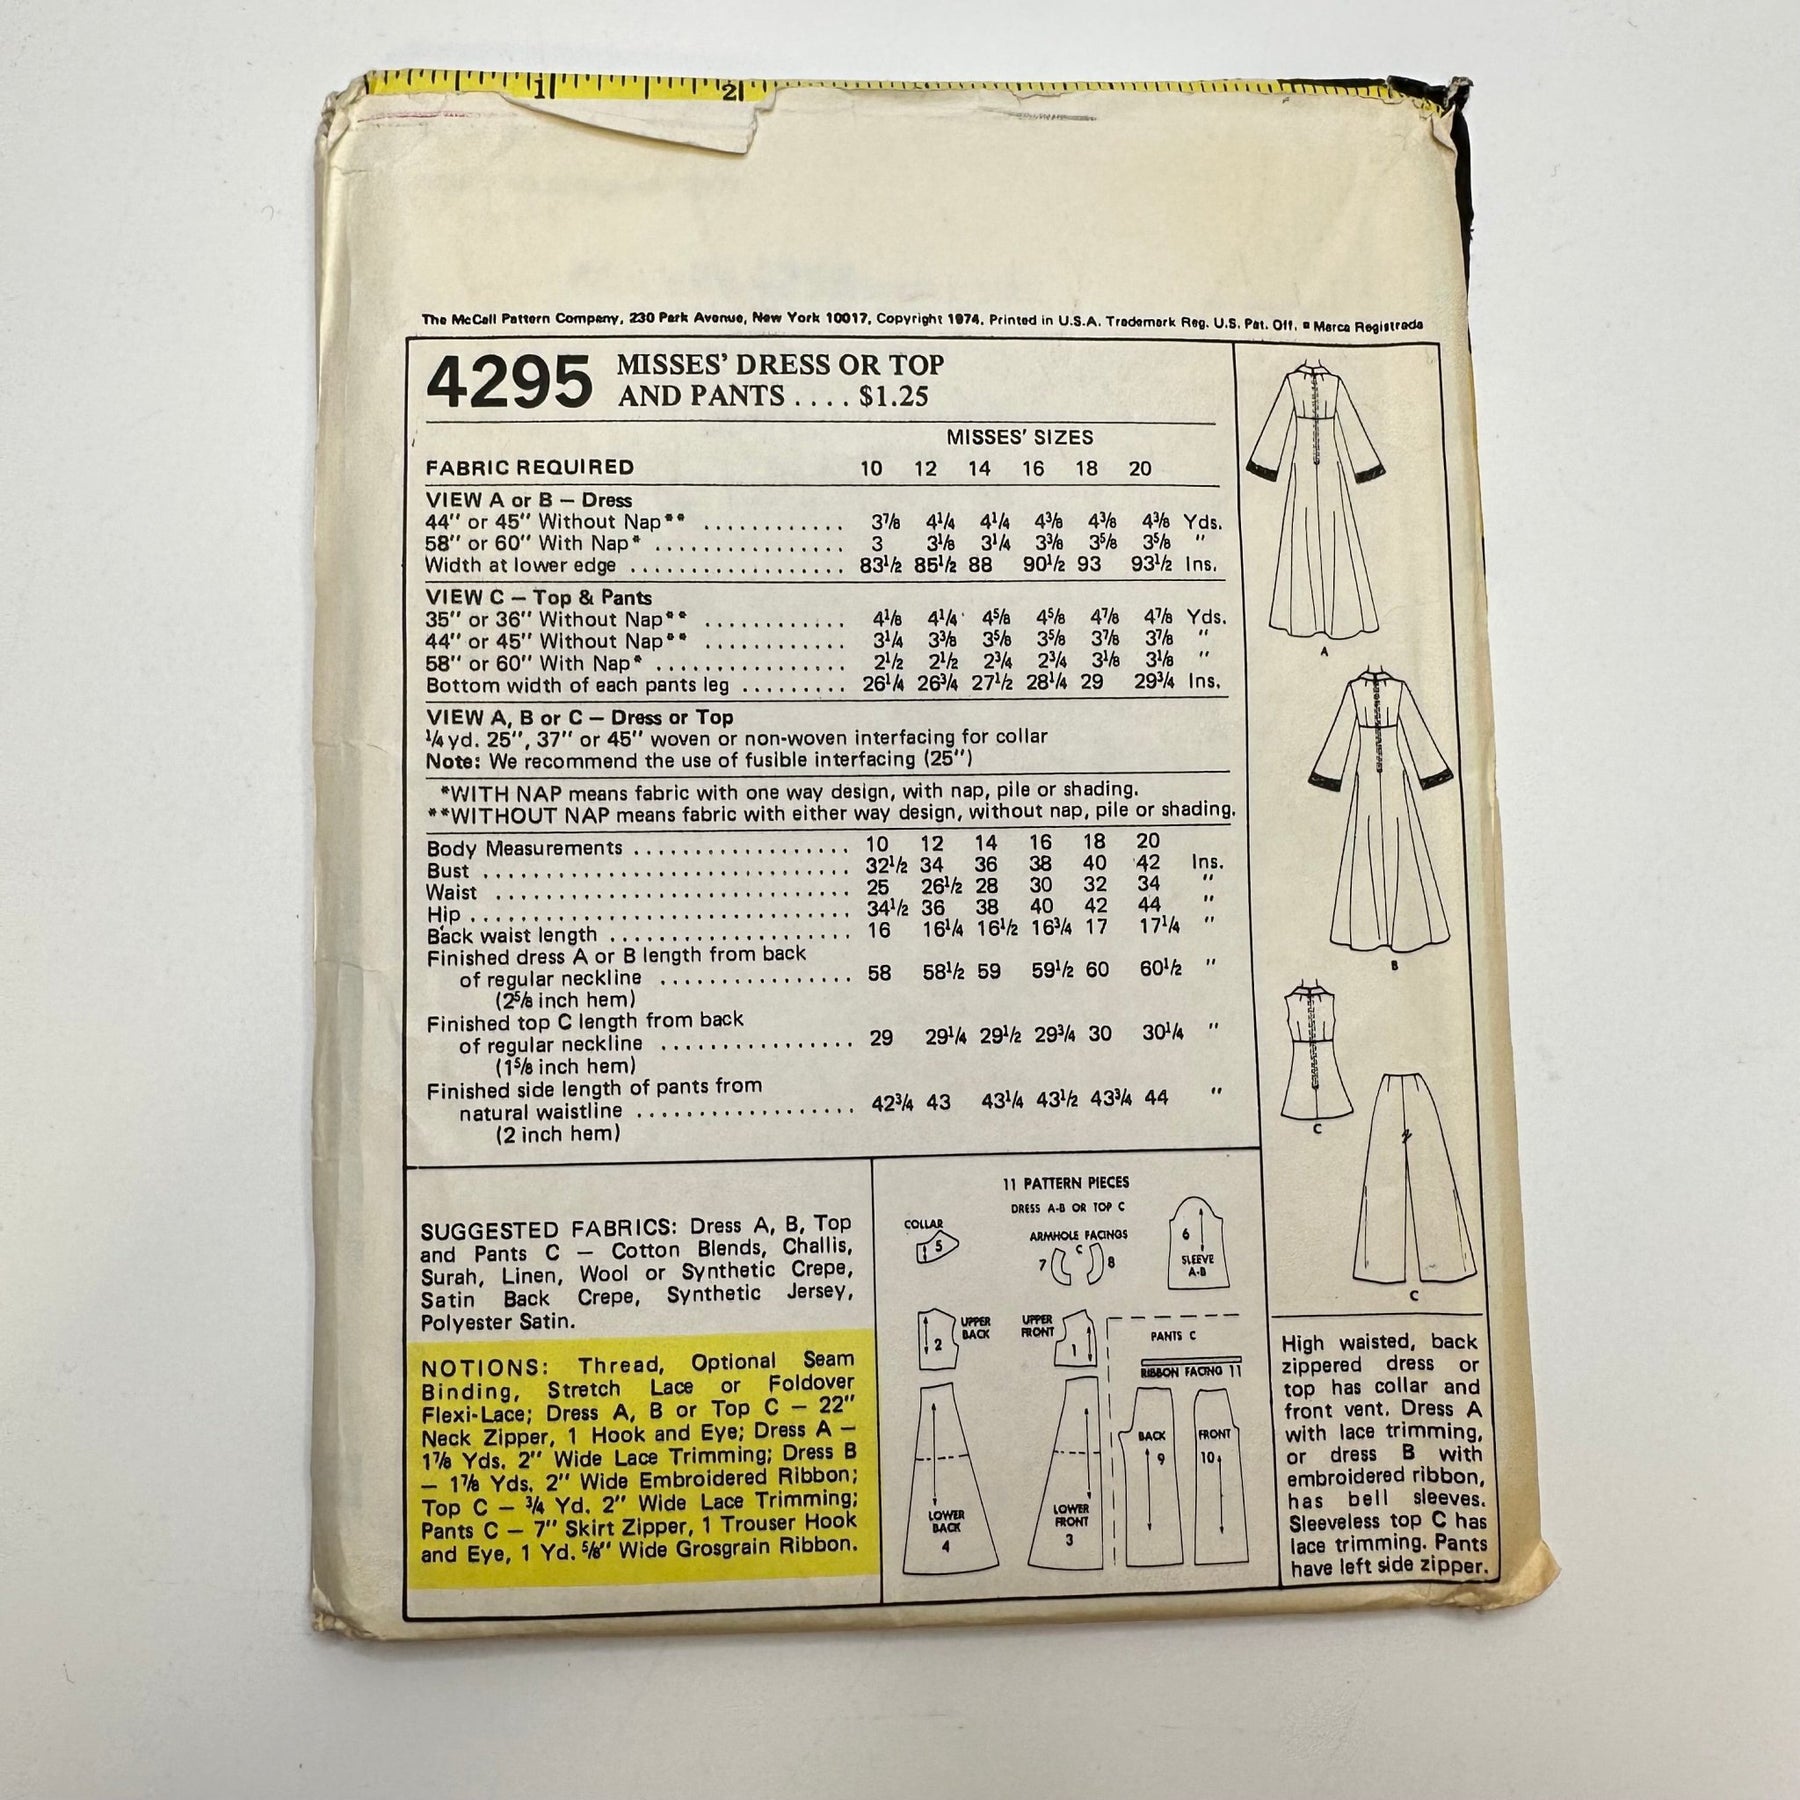 1 2
The McCall Pattern Company, 230 Park Avenue, New York 10017, Copyright 1974. Printed in U.S.A. Trademark Reg. U.S. Pat. Off. ■ Marca Registrada
4295 MISSES' DRESS OR TOP
AND PANTS .... $1.25
MISSES' SIZES
FABRIC REQUIRED 10 12 14 16 18 20
VIEW A or B – Dress
44" or 45" Without Nap** ............ 3⅞ 4¼ 4¼ 4⅜ 4⅜ 4⅜ Yds.
58" or 60" With Nap* ................ 3 3⅛ 3¼ 3⅜ 3⅝ 3⅝ "
Width at lower edge .................. 83½ 85½ 88 90½ 93 93½ Ins.
VIEW C – Top & Pants
35" or 36" Without Nap** ............ 4⅛ 4¼ 4⅝ 4⅝ 4⅞ 4⅞ Yds.
44" or 45" Without Nap** ............ 3¼ 3⅜ 3⅝ 3⅝ 3⅞ 3⅞ "
58" or 60" With Nap* ................ 2½ 2½ 2¾ 2¾ 3⅛ 3⅛ "
Bottom width of each pants leg ......... 26¼ 26¾ 27½ 28¼ 29 29¾ Ins.
VIEW A, B or C – Dress or Top
¼ yd. 25", 37" or 45" woven or non-woven interfacing for collar
Note: We recommend the use of fusible interfacing (25")
*WITH NAP means fabric with one way design, with nap, pile or shading.
**WITHOUT NAP means fabric with either way design, without nap, pile or shading.
Body Measurements .................. 10 12 14 16 18 20
Bust ............................... 32½ 34 36 38 40 42 Ins.
Waist .............................. 25 26½ 28 30 32 34 "
Hip ................................ 34½ 36 38 40 42 44 "
Back waist length .................... 16 16¼ 16½ 16¾ 17 17¼ "
Finished dress A or B length from back
of regular neckline ................ 58 58½ 59 59½ 60 60½ "
(2⅝ inch hem)
Finished top C length from back
of regular neckline ................ 29 29¼ 29½ 29¾ 30 30¼ "
(1⅝ inch hem)
Finished side length of pants from
natural waistline .................. 42¾ 43 43¼ 43½ 43¾ 44 "
(2 inch hem)
A
B
C
C
SUGGESTED FABRICS: Dress A, B, Top
and Pants C – Cotton Blends, Challis,
Surah, Linen, Wool or Synthetic Crepe,
Satin Back Crepe, Synthetic Jersey,
Polyester Satin.
NOTIONS: Thread, Optional Seam
Binding, Stretch Lace or Foldover
Flexi-Lace; Dress A, B or Top C – 22"
Neck Zipper, 1 Hook and Eye; Dress A –
1⅞ Yds. 2" Wide Lace Trimming; Dress B
– 1⅞ Yds. 2" Wide Embroidered Ribbon;
Top C – ¾ Yd. 2" Wide Lace Trimming;
Pants C – 7" Skirt Zipper, 1 Trouser Hook
and Eye, 1 Yd. ⅝" Wide Grosgrain Ribbon.
11 PATTERN PIECES
DRESS A-B OR TOP C
COLLAR
5
ARMHOLE FACINGS
7 C 8
6
SLEEVE
A-B
UPPER
BACK
2
UPPER
FRONT
1
PANTS C
RIBBON FACING 11
LOWER
BACK
4
LOWER
FRONT
3
BACK
9
FRONT
10
High waisted, back
zippered dress or
top has collar and
front vent. Dress A
with lace trimming,
or dress B with
embroidered ribbon,
has bell sleeves.
Sleeveless top C has
lace trimming. Pants
have left side zipper.